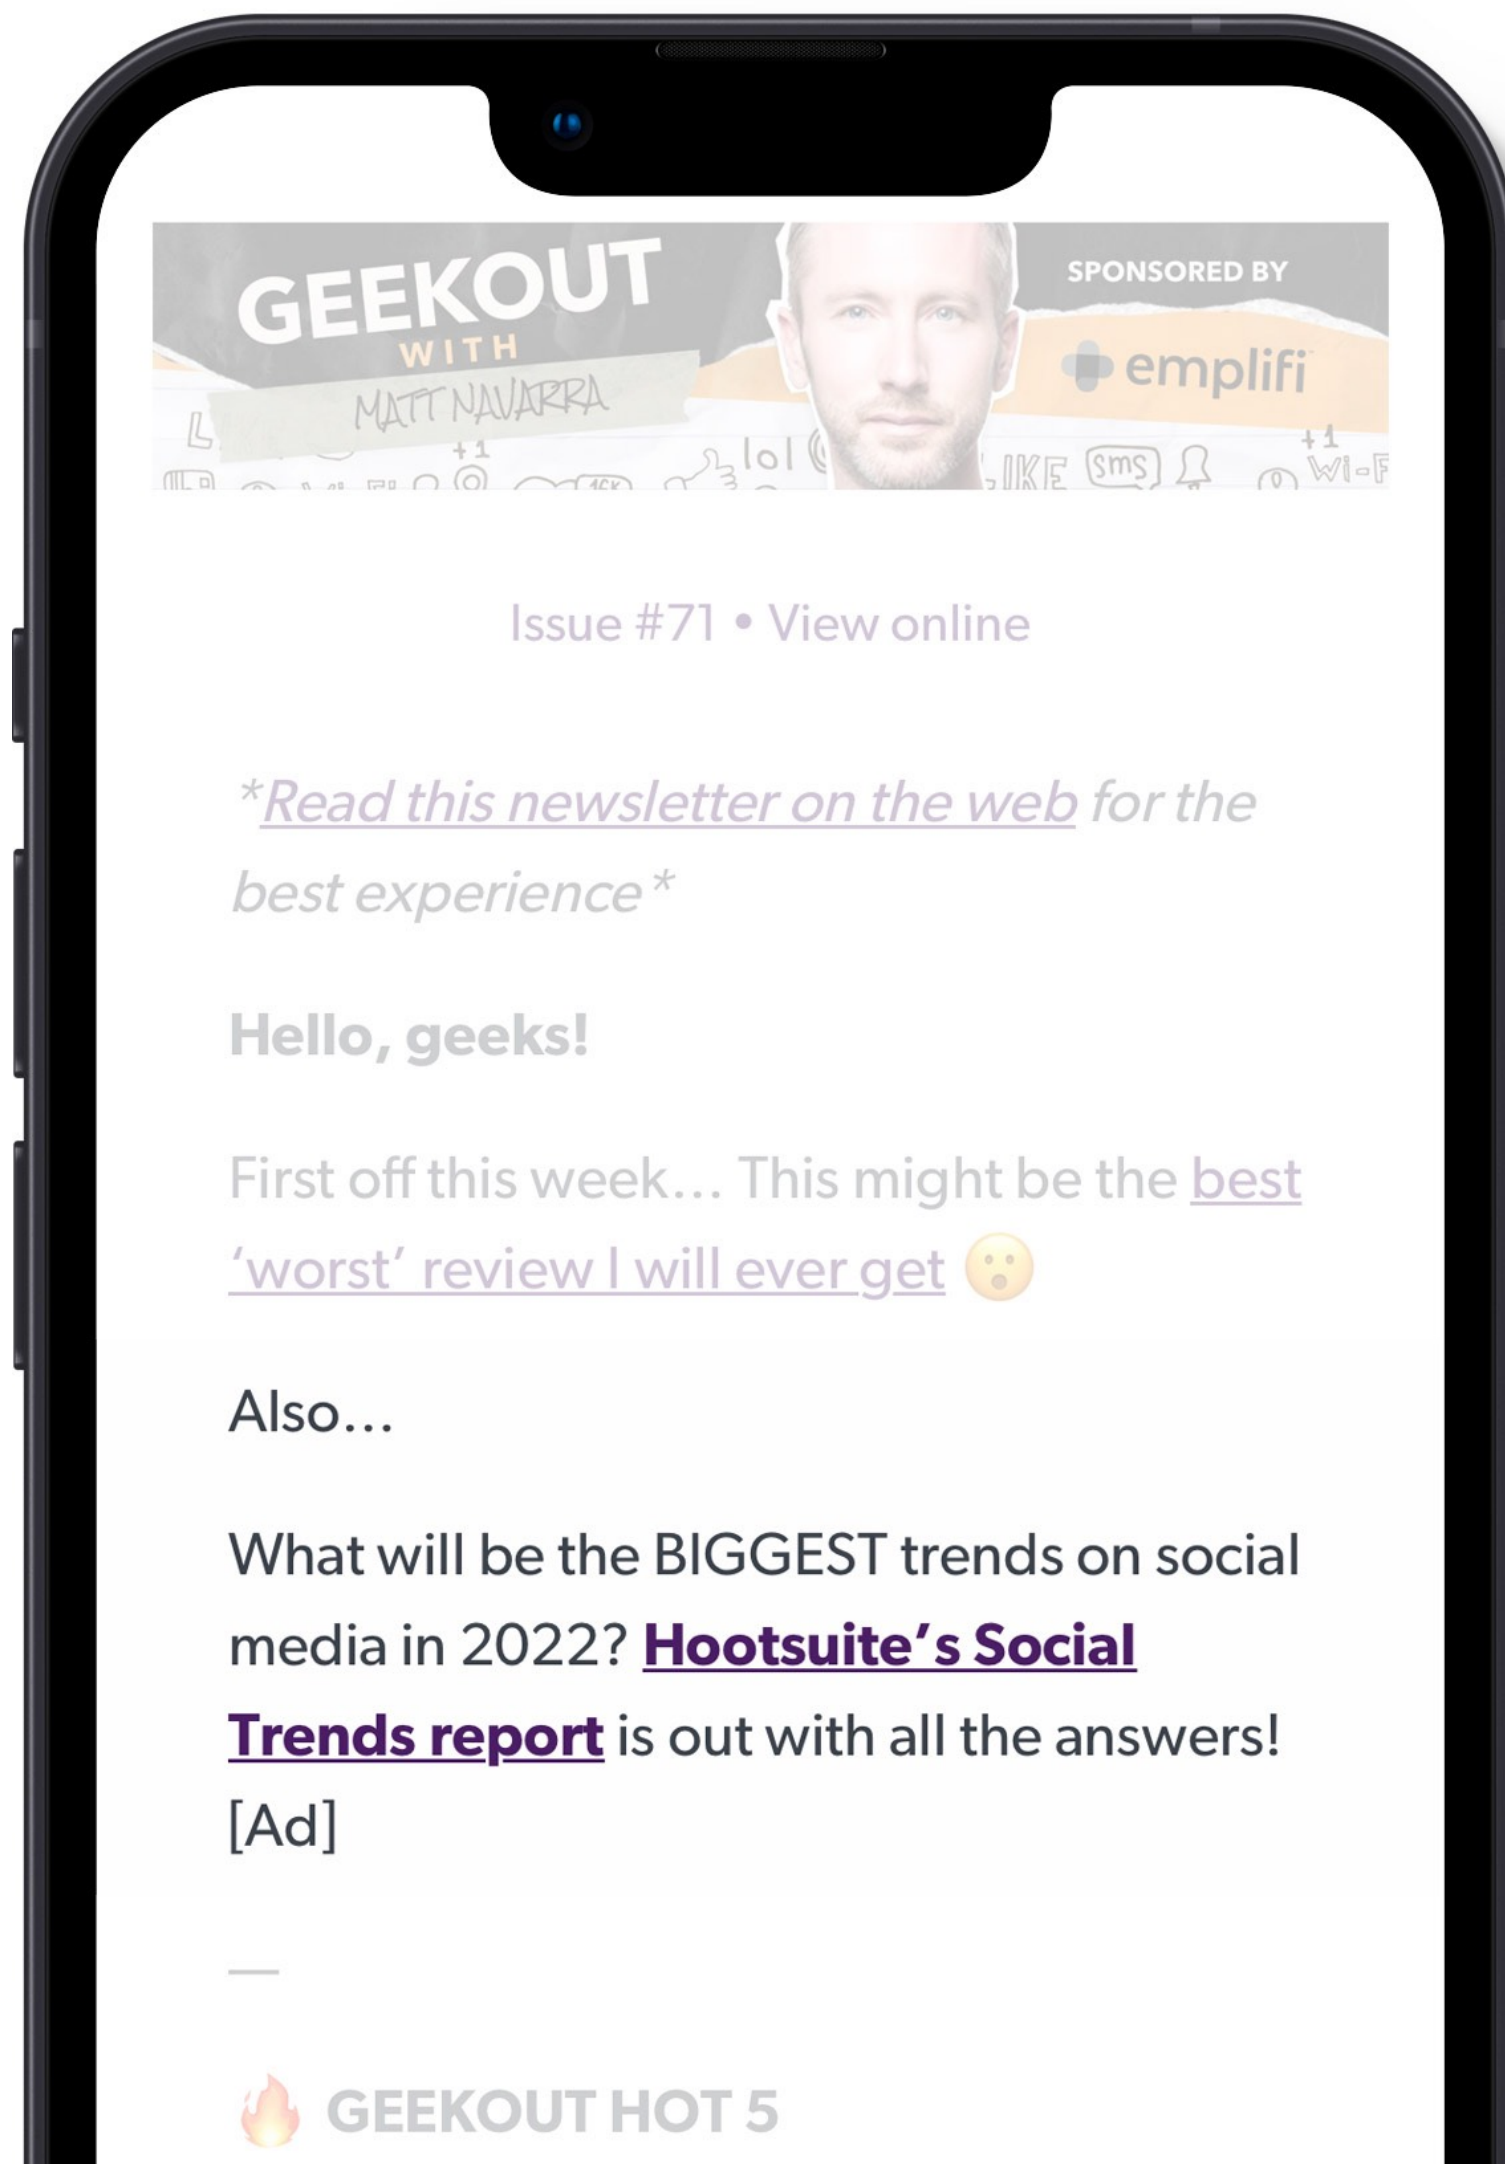 GEEKOUT
WITH
MATT NAVARRA
SPONSORED BY
emplifi
+1
lol
IKE
sms
+1
Wi-F
Issue #71 • View online
*Read this newsletter on the web for the
best experience*
Hello, geeks!
First off this week… This might be the best
‘worst’ review I will ever get 😮
Also…
What will be the BIGGEST trends on social
media in 2022? Hootsuite’s Social
Trends report is out with all the answers!
[Ad]
—
🔥 GEEKOUT HOT 5